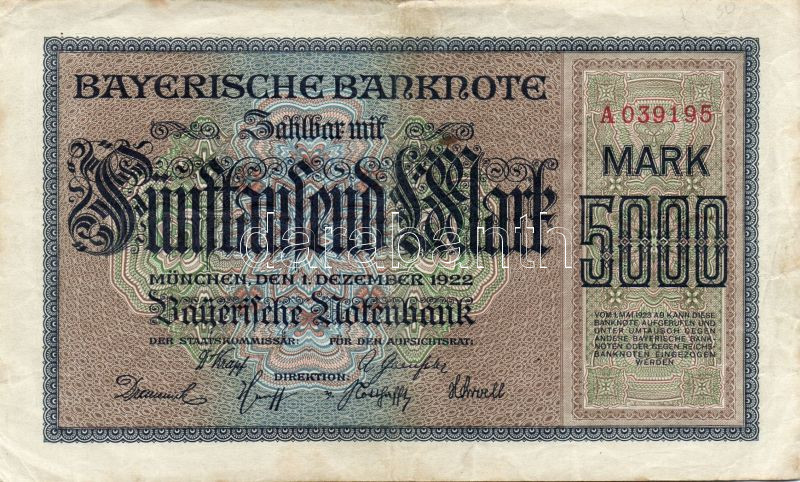 BAYERISCHE BANKNOTE
Zahlbar mit
Fünftausend Mark
MÜNCHEN, DEN 1. DEZEMBER 1922
Bayerische Notenbank
DER STAATSKOMMISSÄR: FÜR DEN AUFSICHTSRAT:
DIREKTION:
A 039195
MARK
5000
VOM 1. MAI 1923 AB KANN DIESE
BANKNOTE AUFGERUFEN UND
UNTER UMTAUSCH GEGEN
ANDERE BAYERISCHE BANK-
NOTEN ODER GEGEN REICHS-
BANKNOTEN EINGEZOGEN
WERDEN
darabanth
50